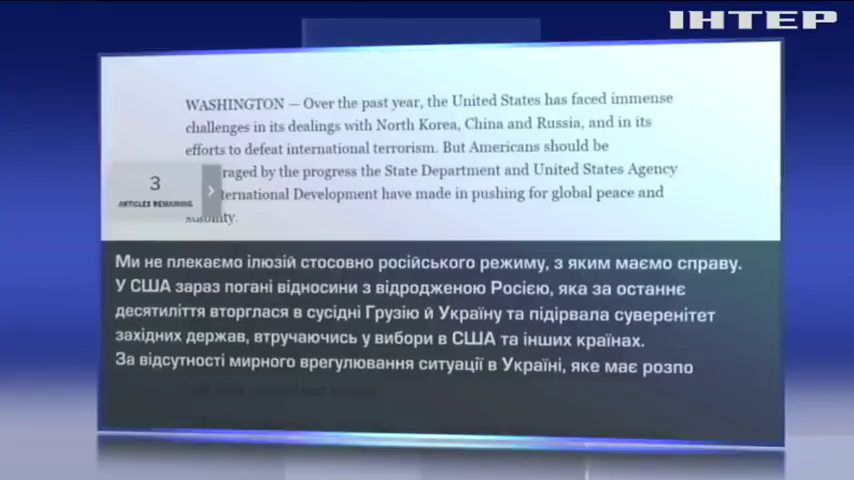 ІНТЕР
WASHINGTON — Over the past year, the United States has faced immense
challenges in its dealings with North Korea, China and Russia, and in its
efforts to defeat international terrorism. But Americans should be
raged by the progress the State Department and United States Agency
ternational Development have made in pushing for global peace and
3
ARTICLES REMAINING
Ми не плекаємо ілюзій стосовно російського режиму, з яким маємо справу.
У США зараз погані відносини з відродженою Росією, яка за останнє
десятиліття вторглася в сусідні Грузію й Україну та підірвала суверенітет
західних держав, втручаючись у вибори в США та інших країнах.
За відсутності мирного врегулювання ситуації в Україні, яке має розпо